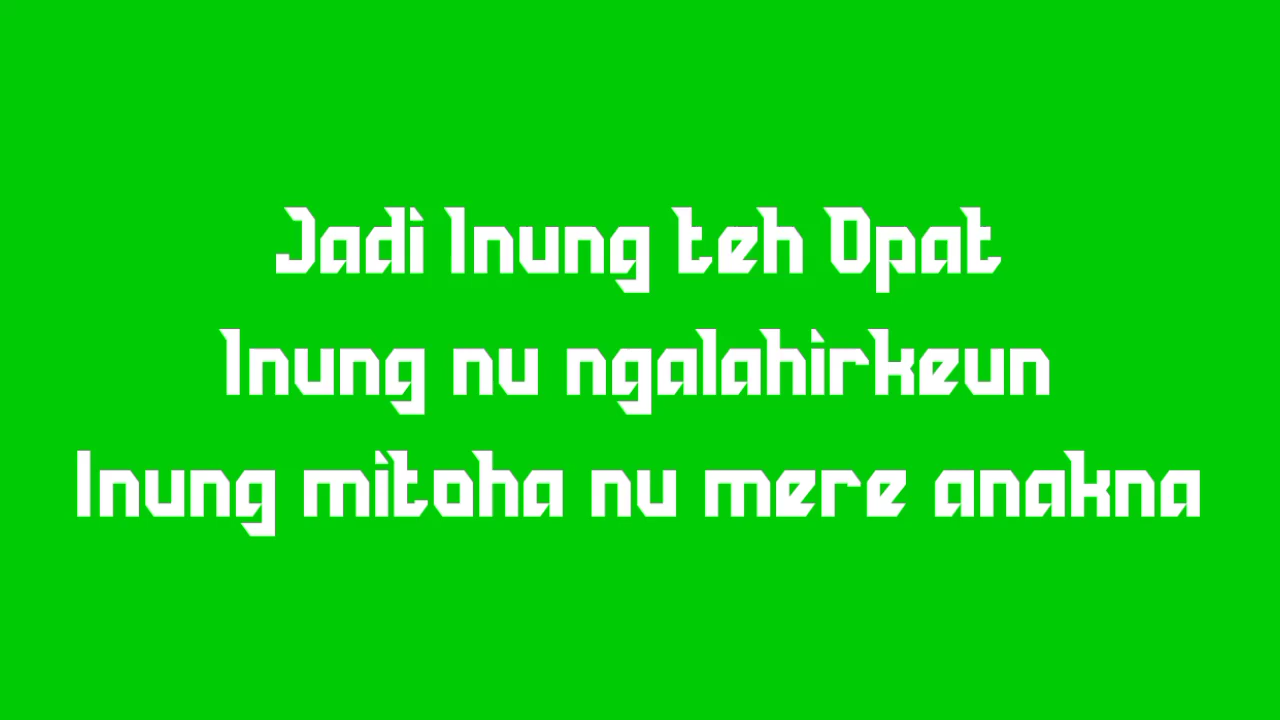 Jadi Inung teh Opat
Inung nu ngalahirkeun
Inung mitoha nu mere anakna